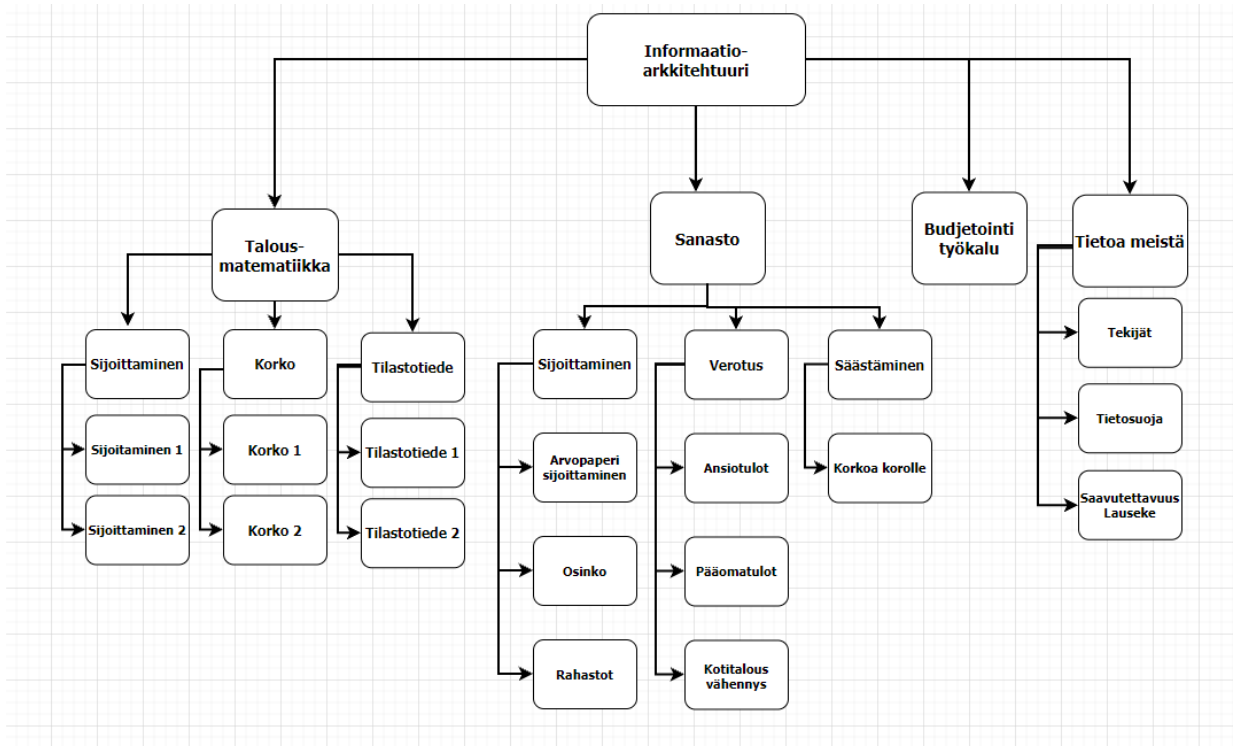 Informaatio-
arkkitehtuuri
Talous-
matematiikka
Sanasto
Budjetointi
työkalu
Tietoa meistä
Sijoittaminen
Korko
Tilastotiede
Sijoitaminen 1
Korko 1
Tilastotiede 1
Sijoittaminen 2
Korko 2
Tilastotiede 2
Sijoittaminen
Verotus
Säästäminen
Arvopaperi
sijoittaminen
Ansiotulot
Korkoa korolle
Osinko
Pääomatulot
Rahastot
Kotitalous
vähennys
Tekijät
Tietosuoja
Saavutettavuus
Lauseke